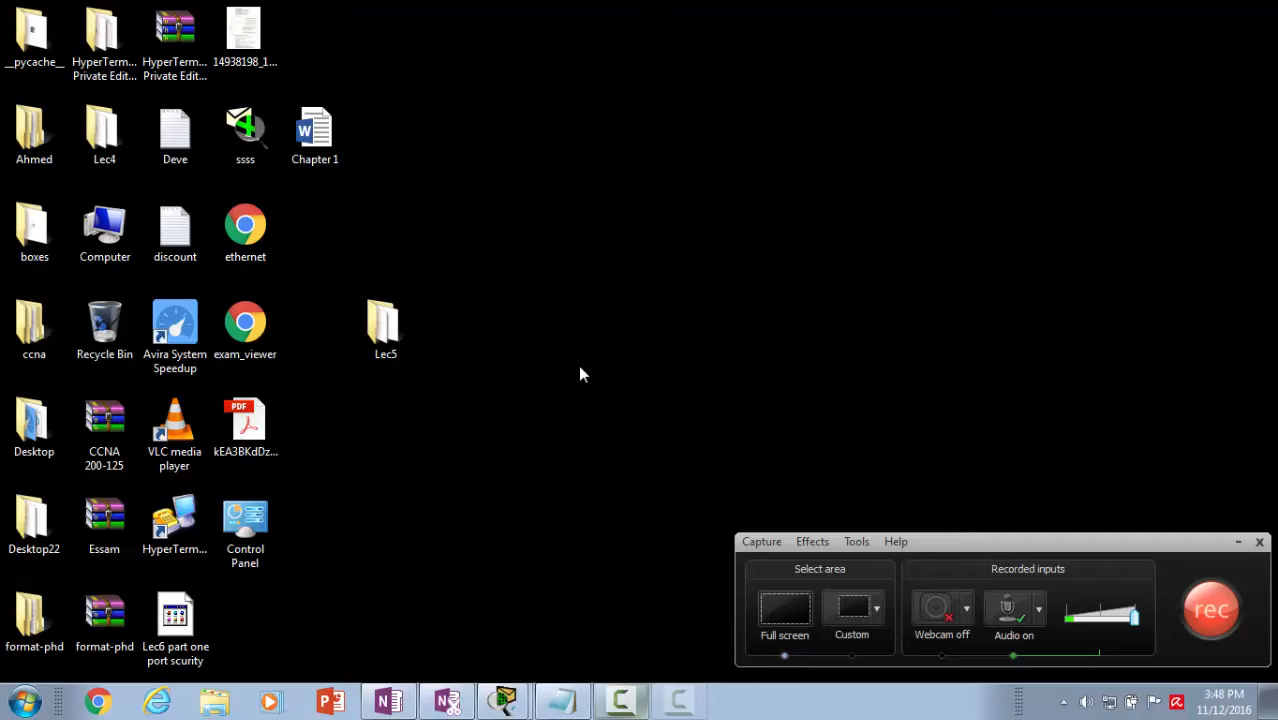 __pycache__
HyperTerm...
Private Edit...
HyperTerm...
Private Edit...
14938198_1...
Ahmed
Lec4
Deve
ssss
Chapter 1
boxes
Computer
discount
ethernet
ccna
Recycle Bin
Avira System
Speedup
exam_viewer
Lec5
Desktop
CCNA
200-125
VLC media
player
PDF
kEA3BKdDz...
Desktop22
Essam
HyperTerm...
Control
Panel
format-phd
format-phd
Lec6 part one
port scurity
Capture Effects Tools Help
Select area
Recorded inputs
Full screen
Custom
Webcam off
Audio on
rec
3:48 PM
11/12/2016